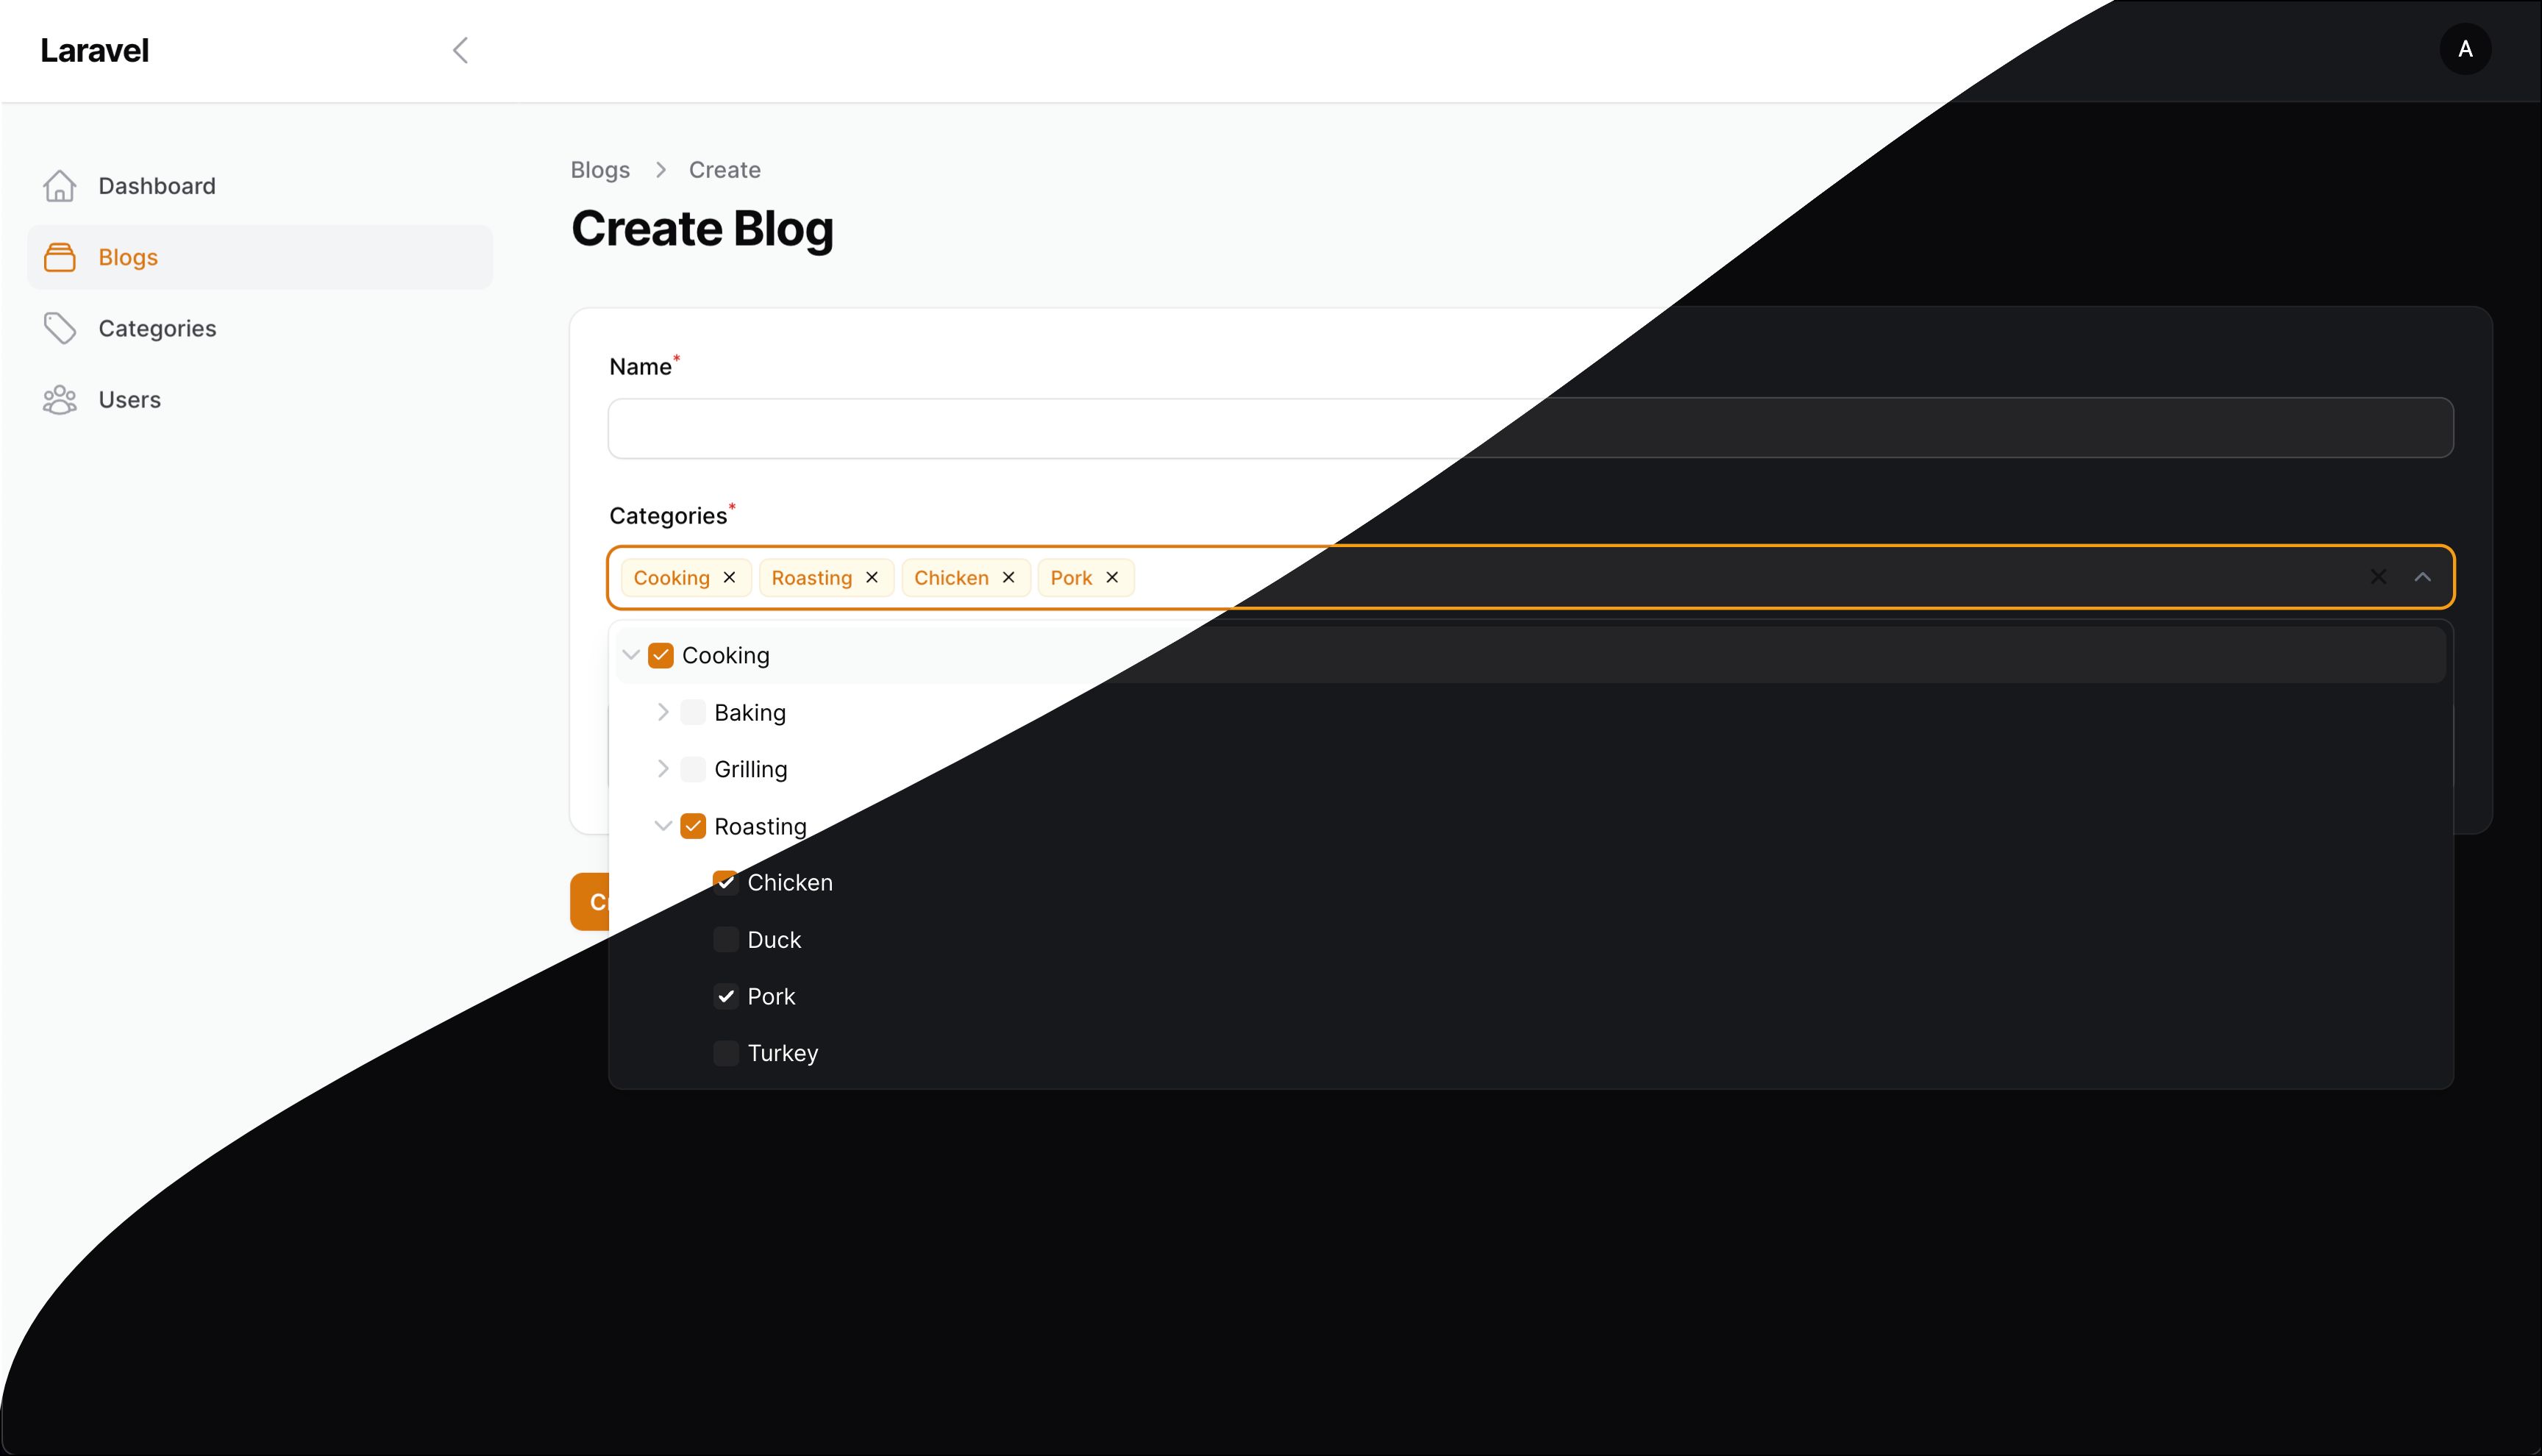 Laravel
A
Dashboard
Blogs
Categories
Users
Blogs > Create
Create Blog
Name*
Categories*
Cooking × Roasting × Chicken × Pork ×
Cooking
Baking
Grilling
Roasting
Chicken
Duck
Pork
Turkey